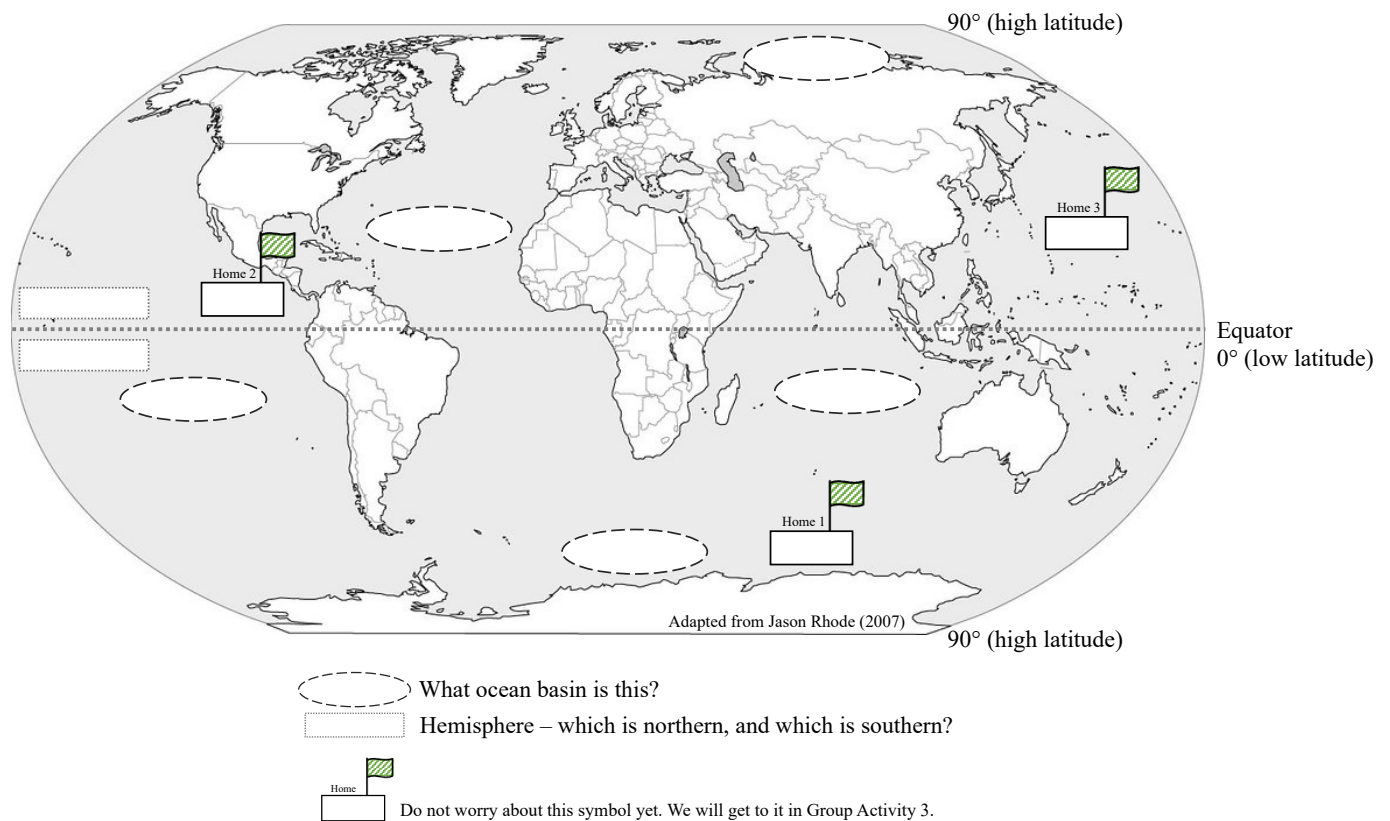 90° (high latitude)
Home 3
Home 2
Equator
0° (low latitude)
Home 1
Adapted from Jason Rhode (2007)
90° (high latitude)
What ocean basin is this?
Hemisphere – which is northern, and which is southern?
Home
Do not worry about this symbol yet. We will get to it in Group Activity 3.